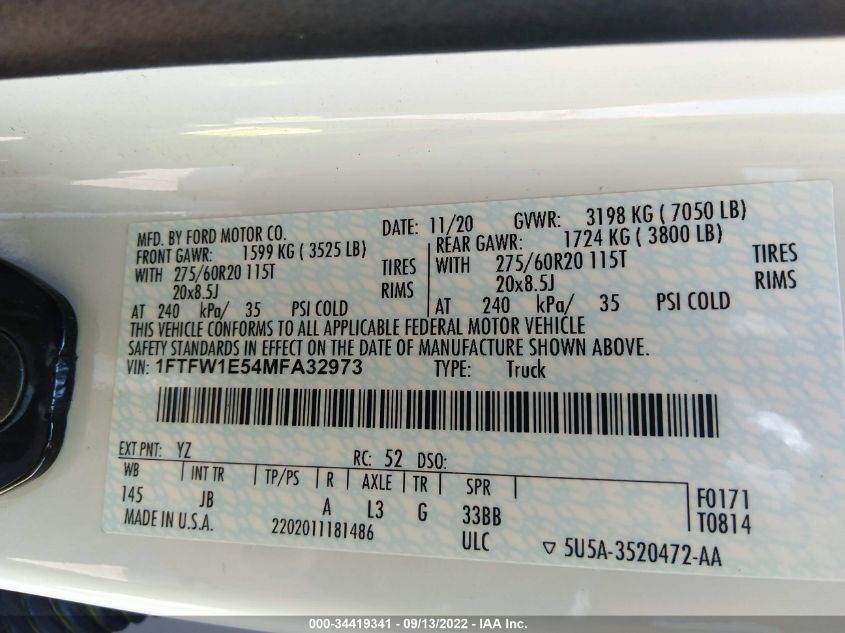 MFD. BY FORD MOTOR CO. DATE: 11/20 GVWR: 3198 KG ( 7050 LB)
FRONT GAWR: 1599 KG ( 3525 LB) REAR GAWR: 1724 KG ( 3800 LB)
WITH 275/60R20 115T TIRES WITH 275/60R20 115T TIRES
20x8.5J RIMS 20x8.5J RIMS
AT 240 kPa/ 35 PSI COLD AT 240 kPa/ 35 PSI COLD
THIS VEHICLE CONFORMS TO ALL APPLICABLE FEDERAL MOTOR VEHICLE
SAFETY STANDARDS IN EFFECT ON THE DATE OF MANUFACTURE SHOWN ABOVE.
VIN: 1FTFW1E54MFA32973 TYPE: Truck
EXT PNT: YZ RC: 52 DSO:
WB INT TR TP/PS R AXLE TR SPR
145 JB A L3 G 33BB F0171
MADE IN U.S.A. 2202011181486 ULC T0814
▽ 5U5A-3520472-AA
000-34419341 - 09/13/2022 - IAA Inc.